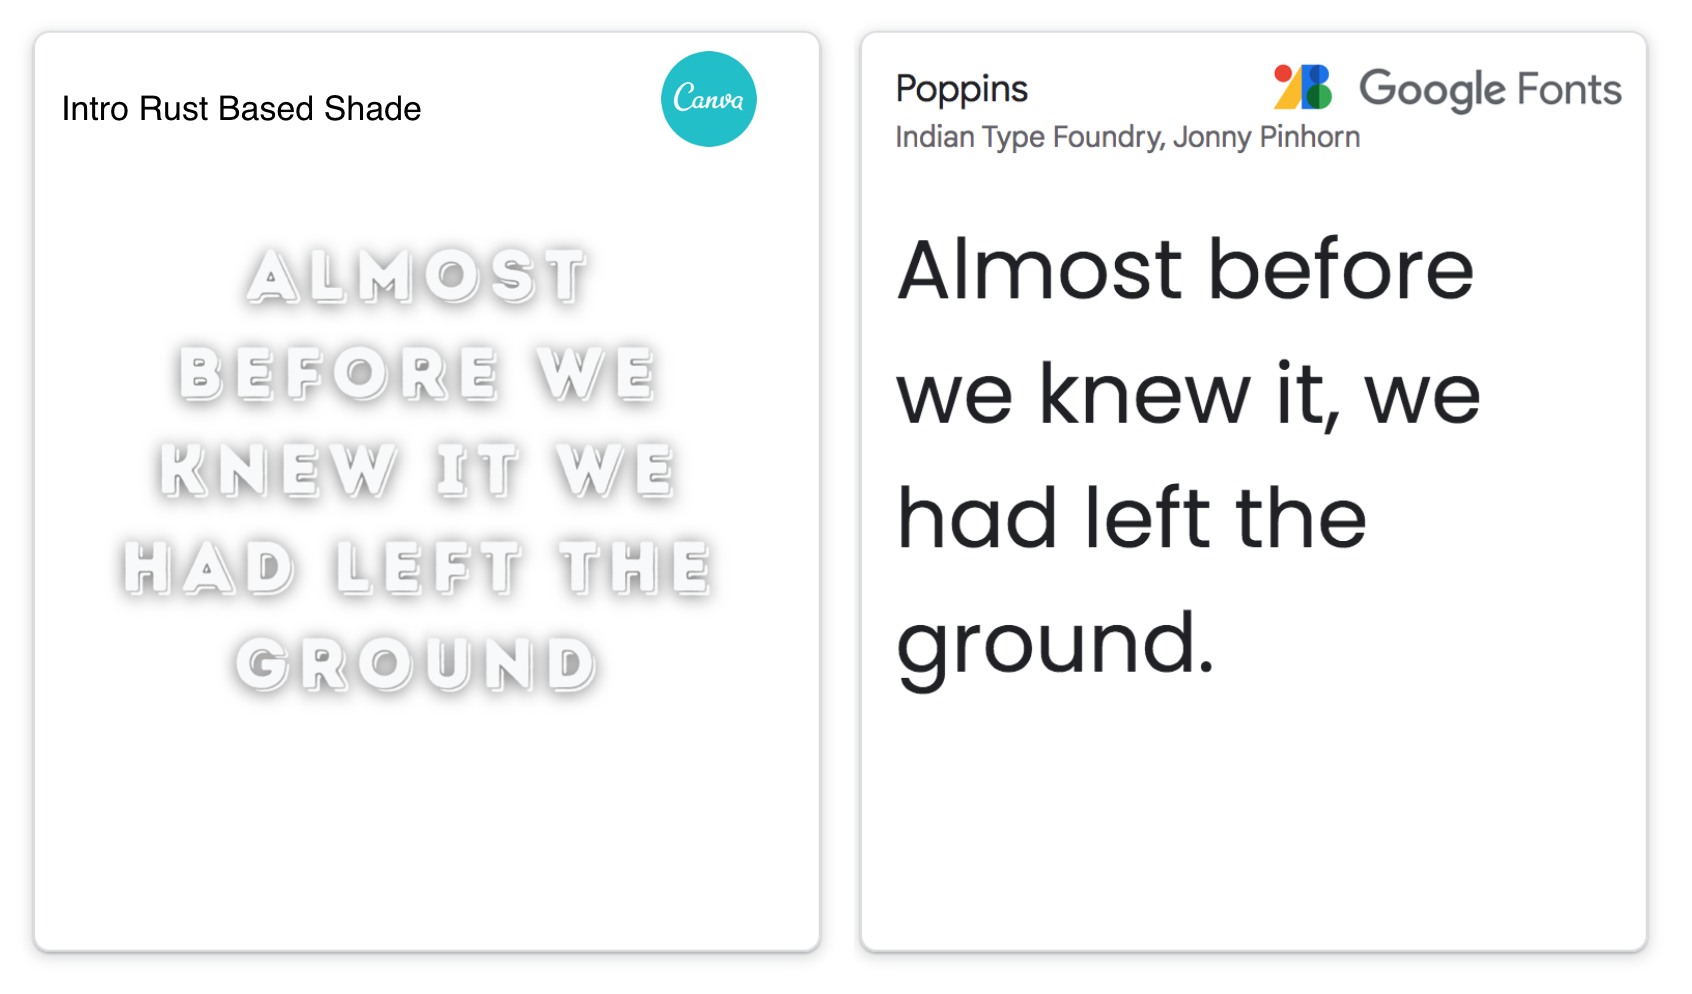 Intro Rust Based Shade
Canva
ALMOST
BEFORE WE
KNEW IT WE
HAD LEFT THE
GROUND
Poppins
Google Fonts
Indian Type Foundry, Jonny Pinhorn
Almost before
we knew it, we
had left the
ground.